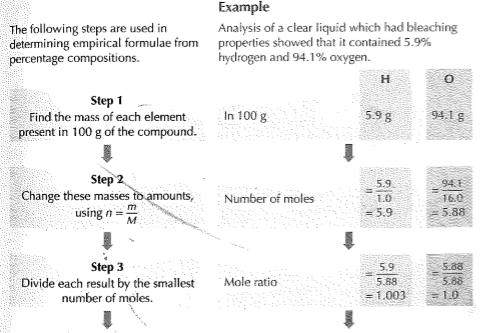 Example
The following steps are used in
determining empirical formulae from
percentage compositions.
Analysis of a clear liquid which had bleaching
properties showed that it contained 5.9%
hydrogen and 94.1% oxygen.
H O
Step 1
Find the mass of each element
present in 100 g of the compound.
In 100 g
5.9 g 94.1 g
Step 2
Change these masses to amounts,
using n = m/M
Number of moles
= 5.9/1.0 = 94.1/16.0
= 5.9 = 5.88
Step 3
Divide each result by the smallest
number of moles.
Mole ratio
= 5.9/5.88 = 5.88/5.88
= 1.003 = 1.0